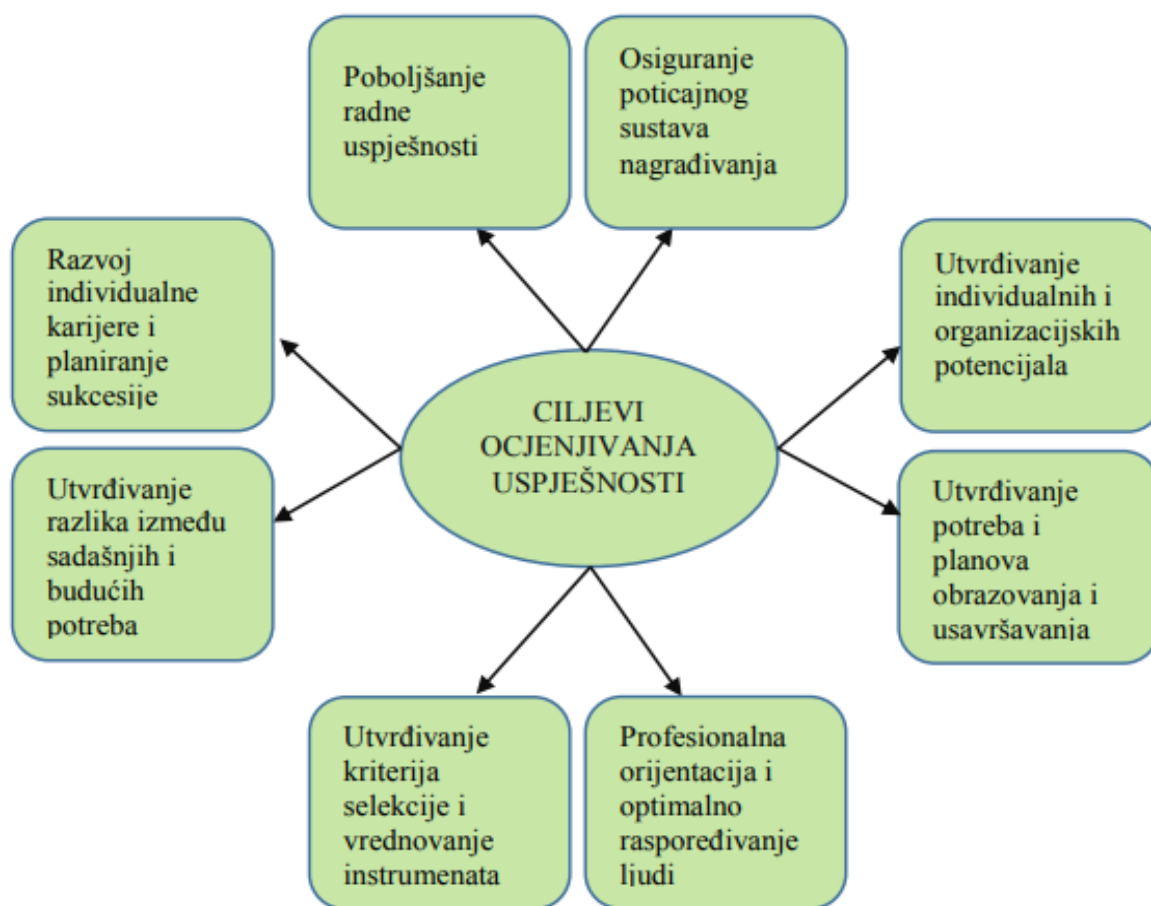 Poboljšanje
radne
uspješnosti
Osiguranje
poticajnog
sustava
nagrađivanja
Razvoj
individualne
karijere i
planiranje
sukcesije
Utvrđivanje
individualnih i
organizacijskih
potencijala
CILJEVI
OCJENJIVANJA
USPJEŠNOSTI
Utvrđivanje
razlika između
sadašnjih i
budućih
potreba
Utvrđivanje
potreba i
planova
obrazovanja i
usavršavanja
Utvrđivanje
kriterija
selekcije i
vrednovanje
instrumenata
Profesionalna
orijentacija i
optimalno
raspoređivanje
ljudi